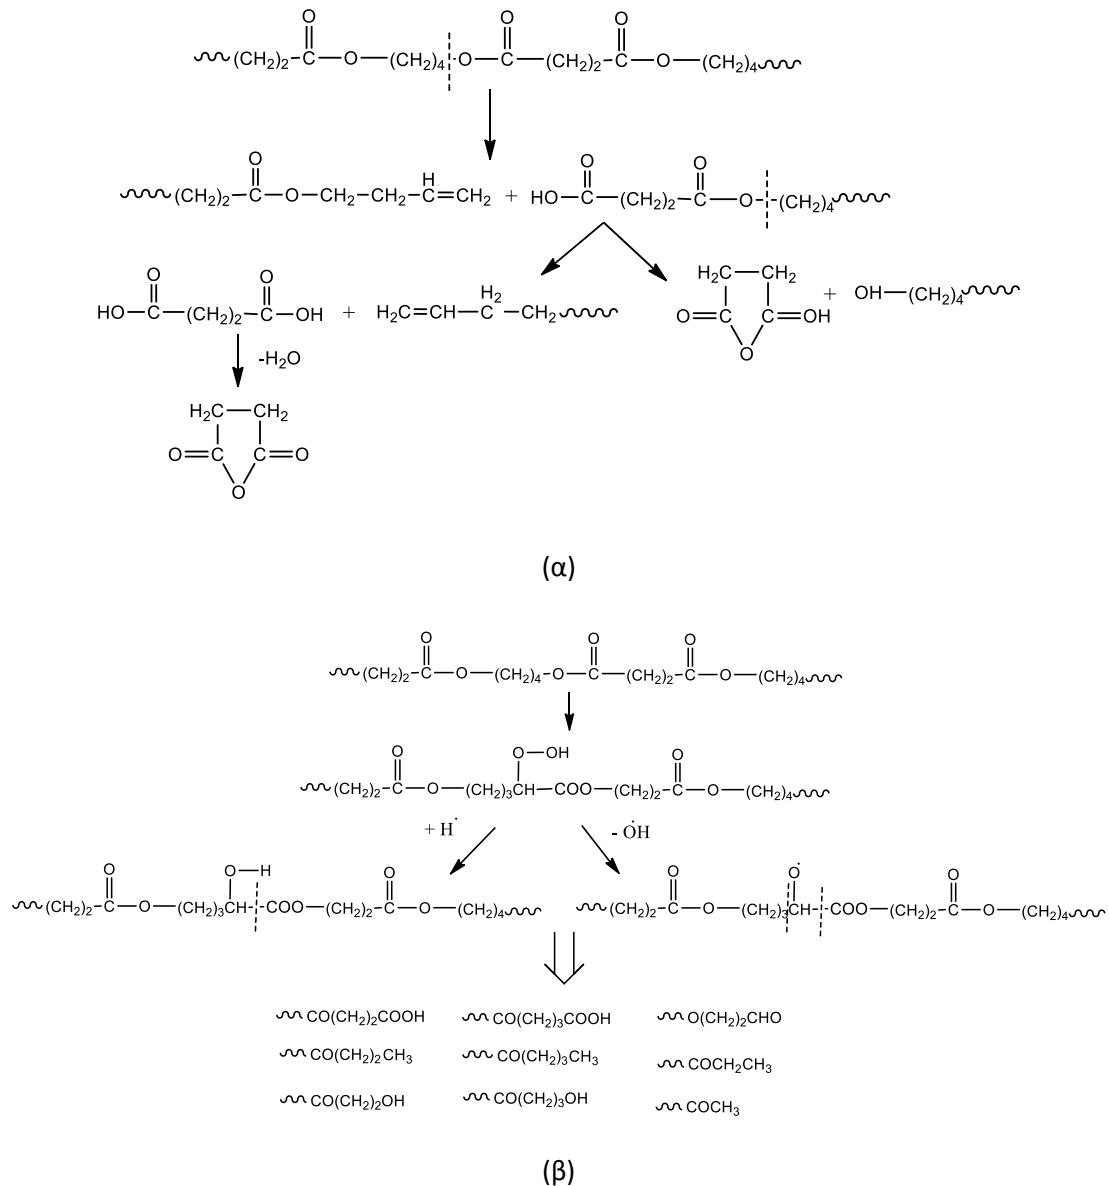 O O O O
(CH₂)₂—C—O—(CH₂)₄—O—C—(CH₂)₂—C—O—(CH₂)₄
O H O O
(CH₂)₂—C—O—CH₂—CH₂—C=CH₂ + HO—C—(CH₂)₂—C—O—(CH₂)₄
O O
HO—C—(CH₂)₂—C—OH + H₂C=CH—C—CH₂
H₂
H₂C—CH₂
O=C C=OH + OH—(CH₂)₄
O
-H₂O
H₂C—CH₂
O=C C=O
O
(α)
O O O
(CH₂)₂—C—O—(CH₂)₄—O—C—(CH₂)₂—C—O—(CH₂)₄
O O—OH O
(CH₂)₂—C—O—(CH₂)₃CH—COO—(CH₂)₂—C—O—(CH₂)₄
+ H˙ - ȮH
O O—H O
(CH₂)₂—C—O—(CH₂)₃CH—COO—(CH₂)₂—C—O—(CH₂)₄
O O˙ O
(CH₂)₂—C—O—(CH₂)₃CH—COO—(CH₂)₂—C—O—(CH₂)₄
CO(CH₂)₂COOH CO(CH₂)₃COOH O(CH₂)₂CHO
CO(CH₂)₂CH₃ CO(CH₂)₃CH₃ COCH₂CH₃
CO(CH₂)₂OH CO(CH₂)₃OH COCH₃
(β)